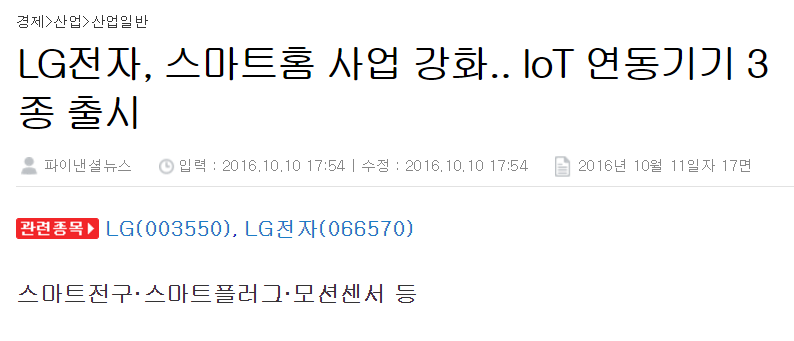 경제>산업>산업일반
LG전자, 스마트홈 사업 강화.. IoT 연동기기 3
종 출시
파이낸셜뉴스 입력 : 2016.10.10 17:54 | 수정 : 2016.10.10 17:54 2016년 10월 11일자 17면
관련종목 LG(003550), LG전자(066570)
스마트전구·스마트플러그·모션센서 등